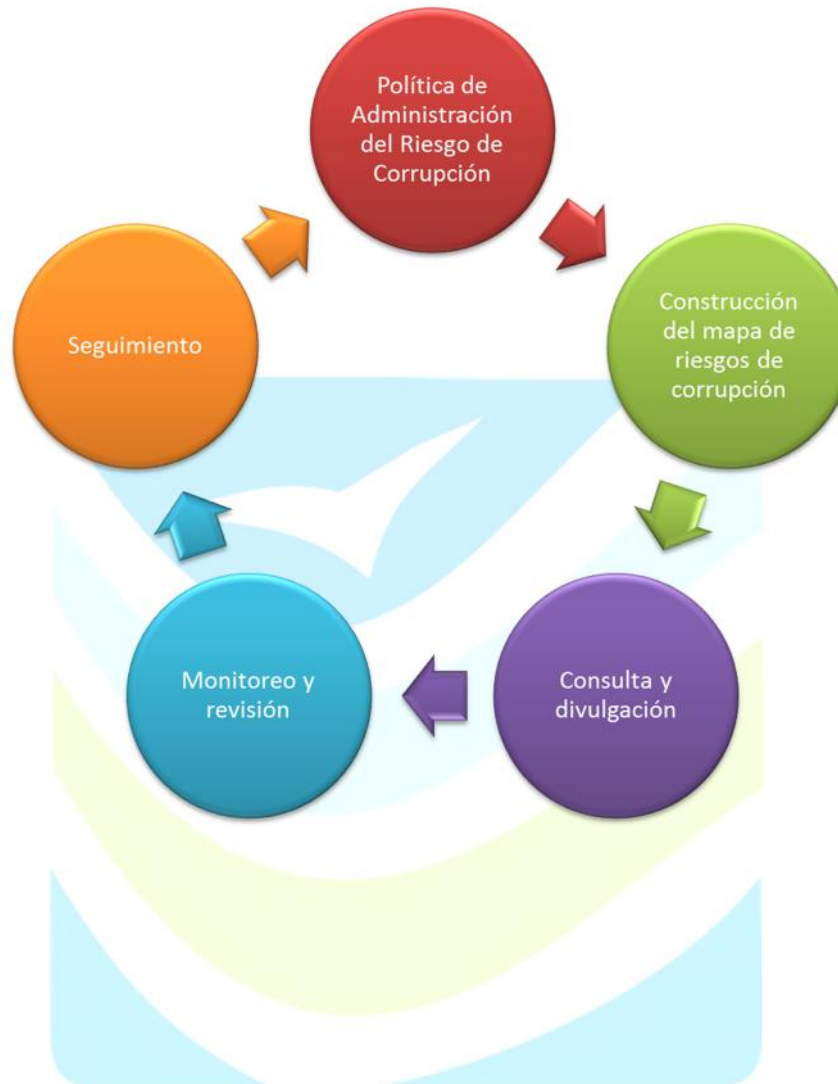 Política de
Administración
del Riesgo de
Corrupción
Construcción
del mapa de
riesgos de
corrupción
Consulta y
divulgación
Monitoreo y
revisión
Seguimiento